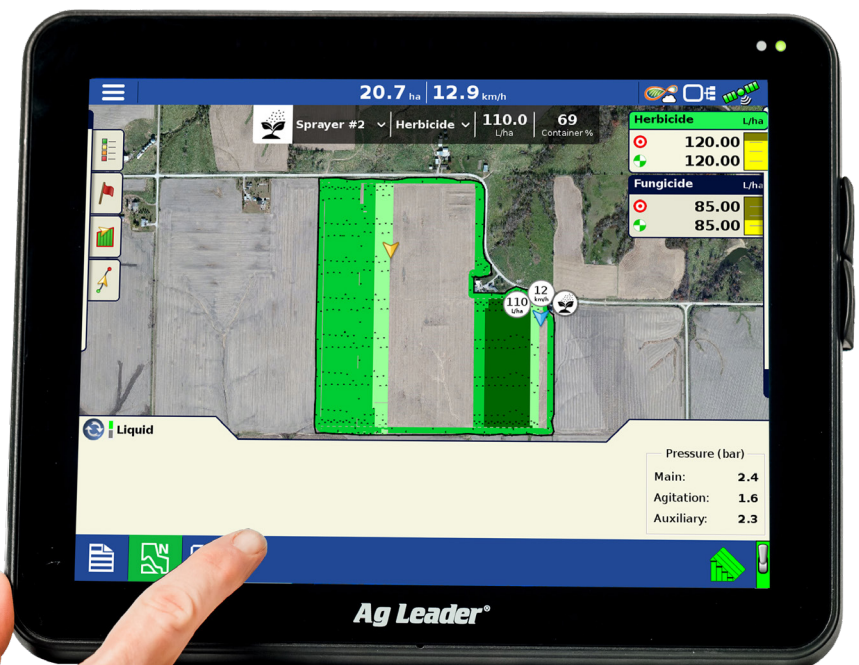 20.7 ha 12.9 km/h
Sprayer #2 Herbicide 110.0 L/ha 69 Container %
Herbicide L/ha
120.00
120.00
Fungicide L/ha
85.00
85.00
12 km/h
110 L/ha
Liquid
Pressure (bar)
Main: 2.4
Agitation: 1.6
Auxiliary: 2.3
N
Ag Leader®